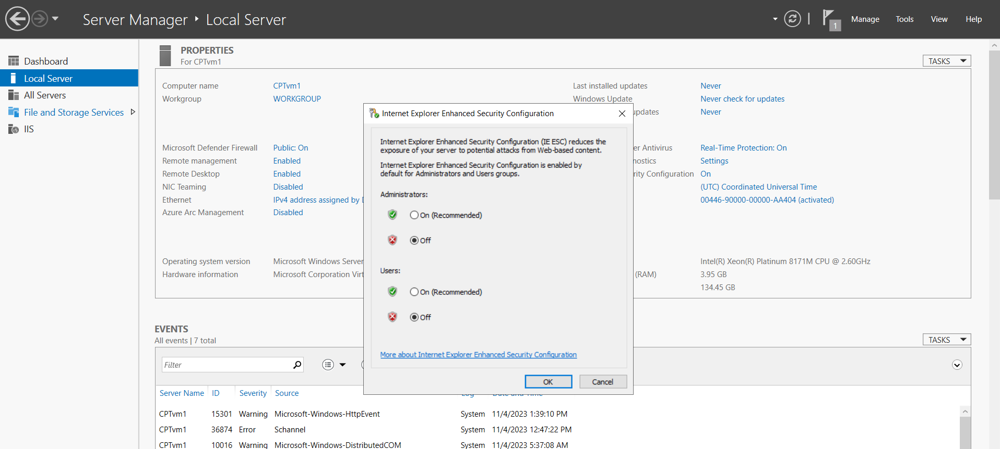 Server Manager ‣ Local Server
1 Manage Tools View Help
Dashboard
Local Server
All Servers
File and Storage Services
IIS
PROPERTIES
For CPTvm1
TASKS
Computer name CPTvm1
Workgroup WORKGROUP
Last installed updates Never
Windows Update Never check for updates
updates Never
Microsoft Defender Firewall Public: On
Remote management Enabled
Remote Desktop Enabled
NIC Teaming Disabled
Ethernet IPv4 address assigned by
Azure Arc Management Disabled
er Antivirus Real-Time Protection: On
nostics Settings
rity Configuration On
(UTC) Coordinated Universal Time
00446-90000-00000-AA404 (activated)
Operating system version Microsoft Windows Server
Hardware information Microsoft Corporation Virt
Intel(R) Xeon(R) Platinum 8171M CPU @ 2.60GHz
(RAM) 3.95 GB
134.45 GB
Internet Explorer Enhanced Security Configuration
Internet Explorer Enhanced Security Configuration (IE ESC) reduces the
exposure of your server to potential attacks from Web-based content.
Internet Explorer Enhanced Security Configuration is enabled by
default for Administrators and Users groups.
Administrators:
On (Recommended)
Off
Users:
On (Recommended)
Off
More about Internet Explorer Enhanced Security Configuration
OK Cancel
EVENTS
All events | 7 total
TASKS
Filter
Server Name ID Severity Source Log Date and Time
CPTvm1 15301 Warning Microsoft-Windows-HttpEvent System 11/4/2023 1:39:10 PM
CPTvm1 36874 Error Schannel System 11/4/2023 12:47:22 PM
CPTvm1 10016 Warning Microsoft-Windows-DistributedCOM System 11/4/2023 5:37:08 AM